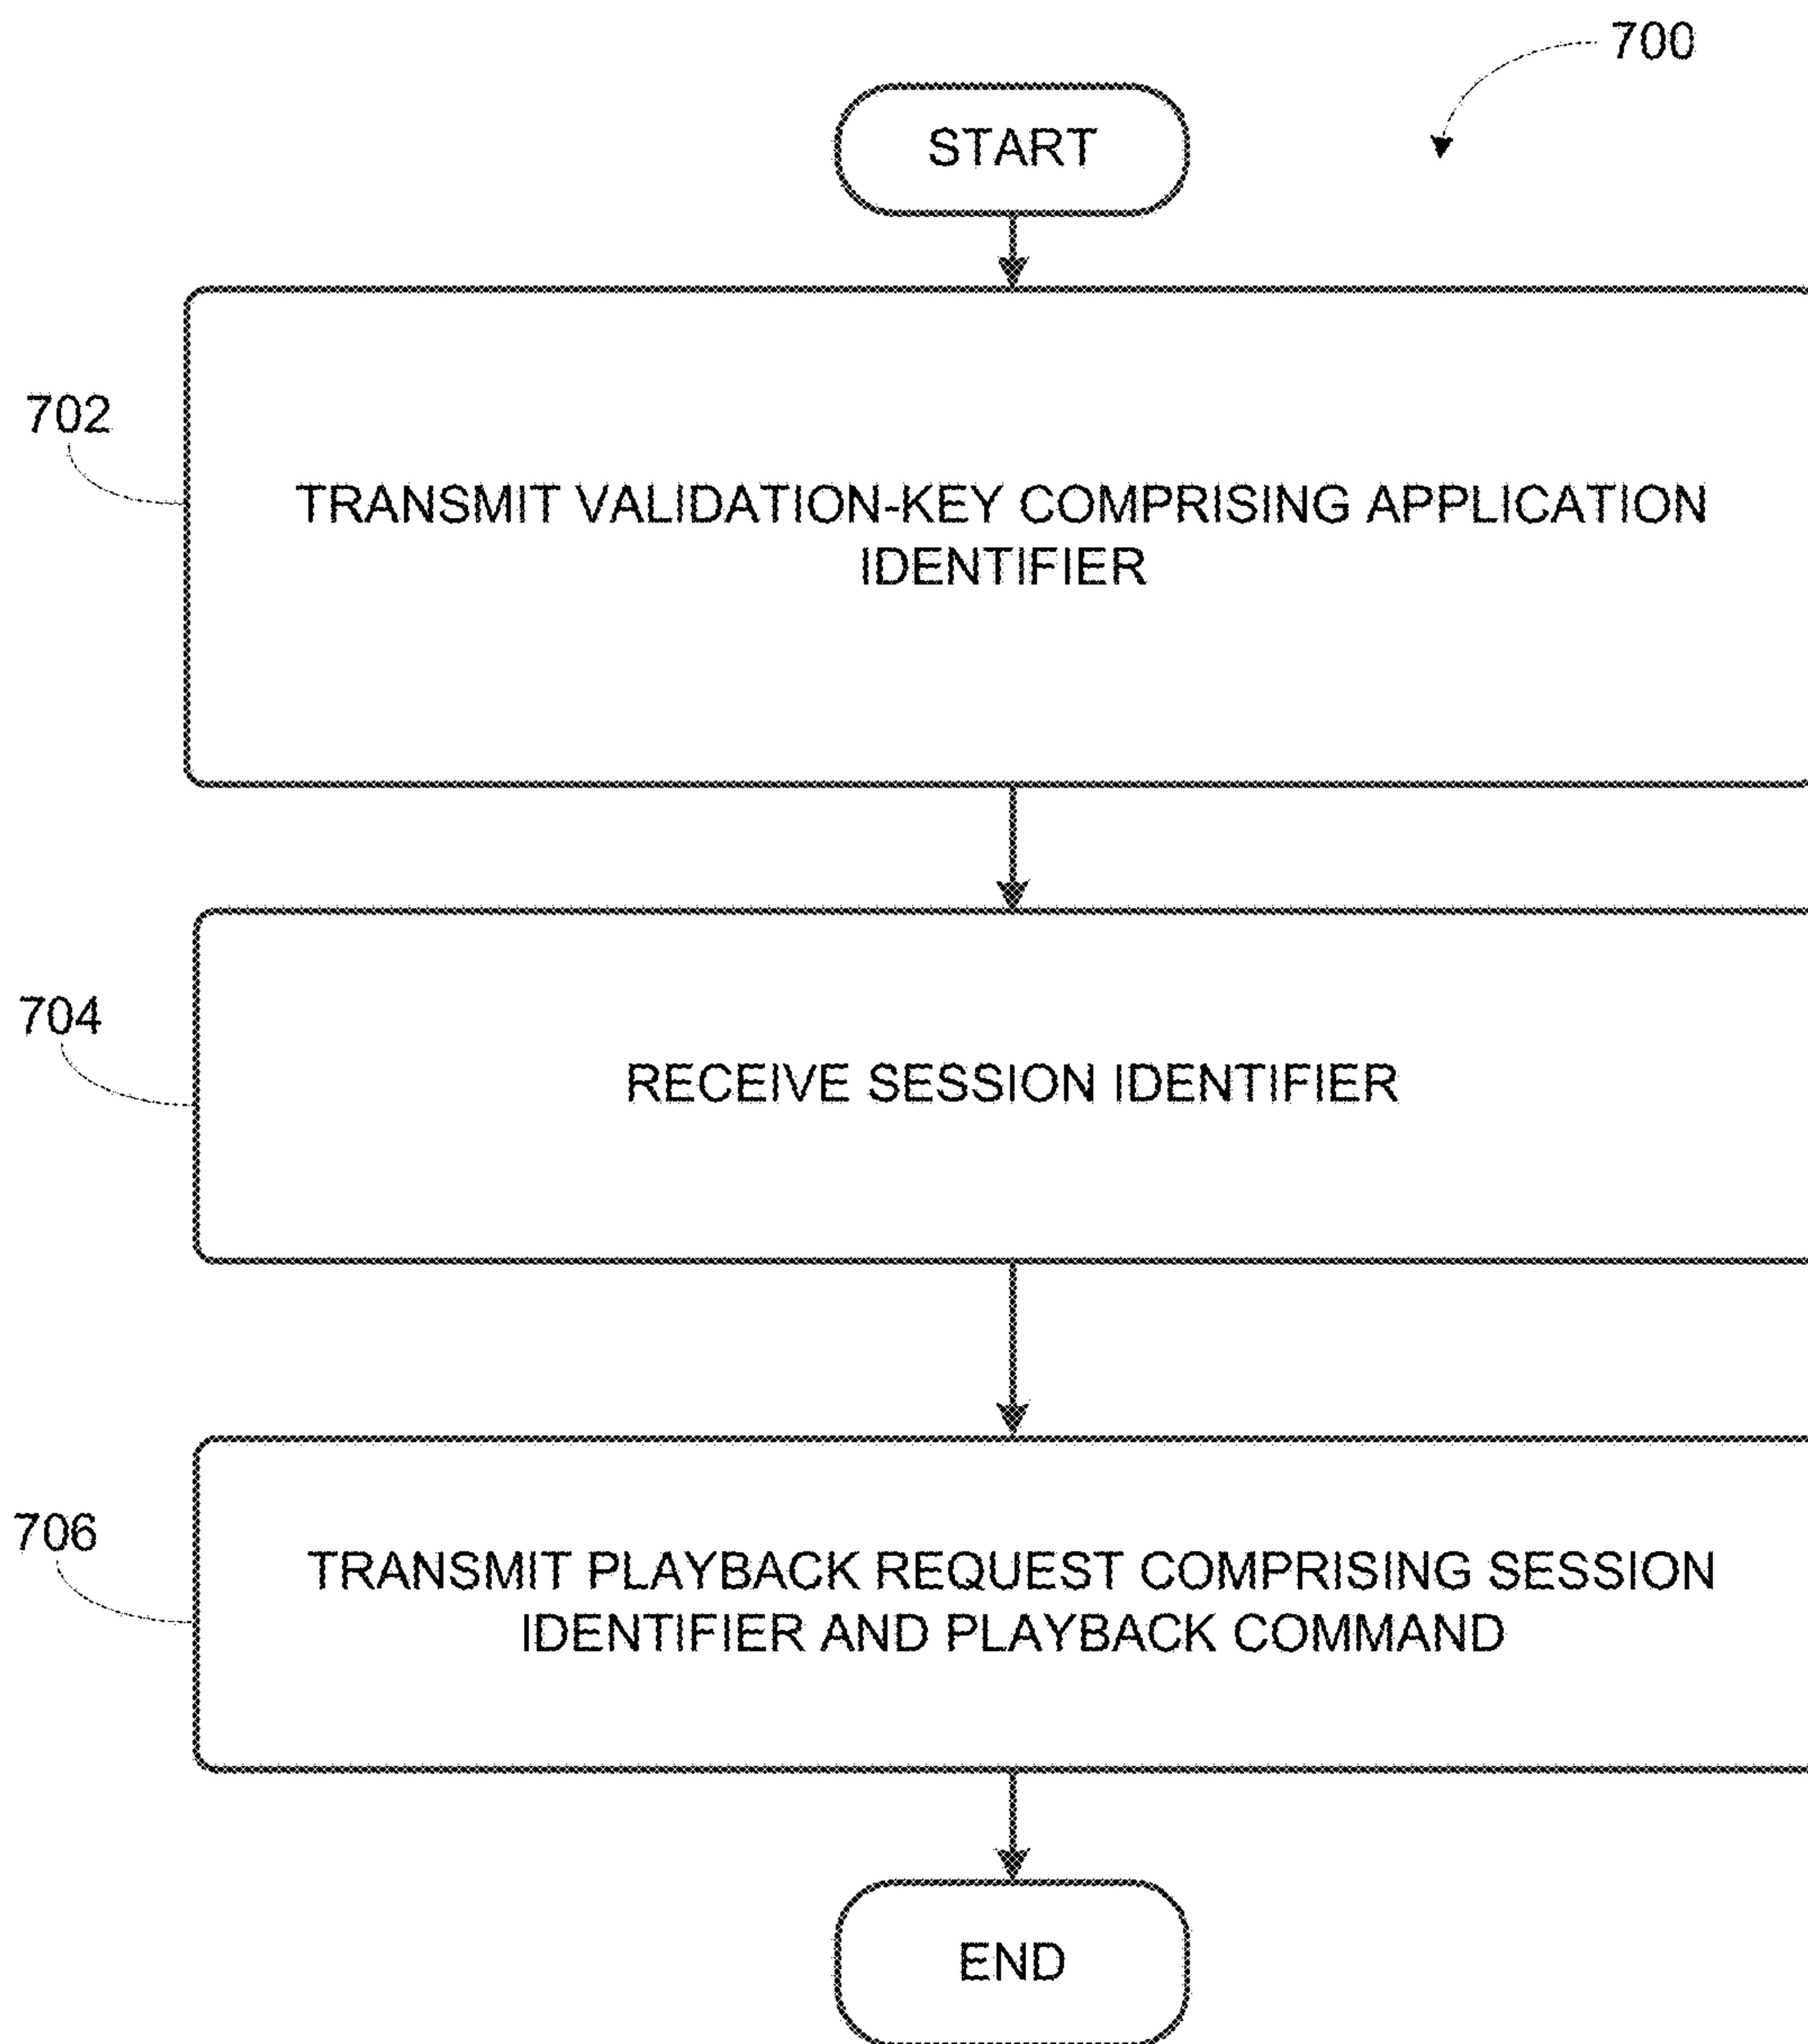 700
START
702
TRANSMIT VALIDATION-KEY COMPRISING APPLICATION
IDENTIFIER
704
RECEIVE SESSION IDENTIFIER
706
TRANSMIT PLAYBACK REQUEST COMPRISING SESSION
IDENTIFIER AND PLAYBACK COMMAND
END